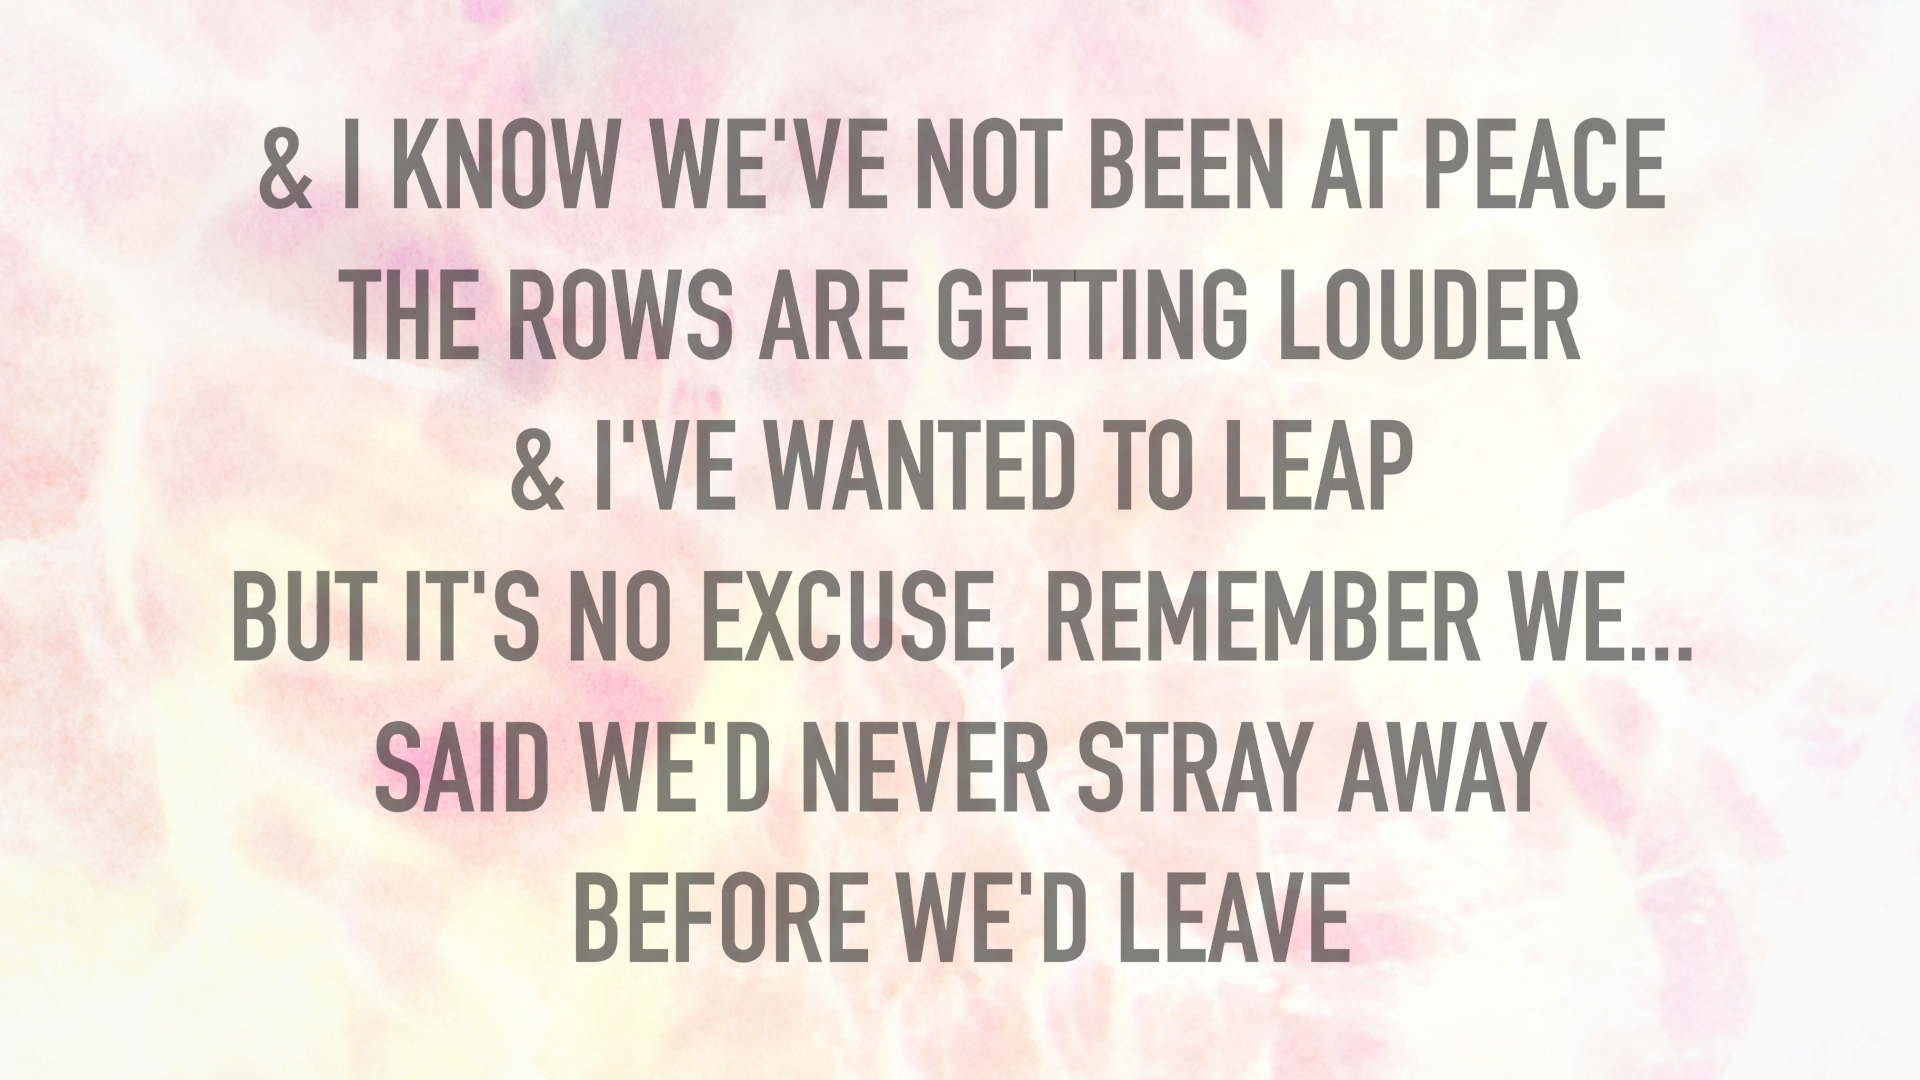 & I KNOW WE'VE NOT BEEN AT PEACE
THE ROWS ARE GETTING LOUDER
& I'VE WANTED TO LEAP
BUT IT'S NO EXCUSE, REMEMBER WE...
SAID WE'D NEVER STRAY AWAY
BEFORE WE'D LEAVE